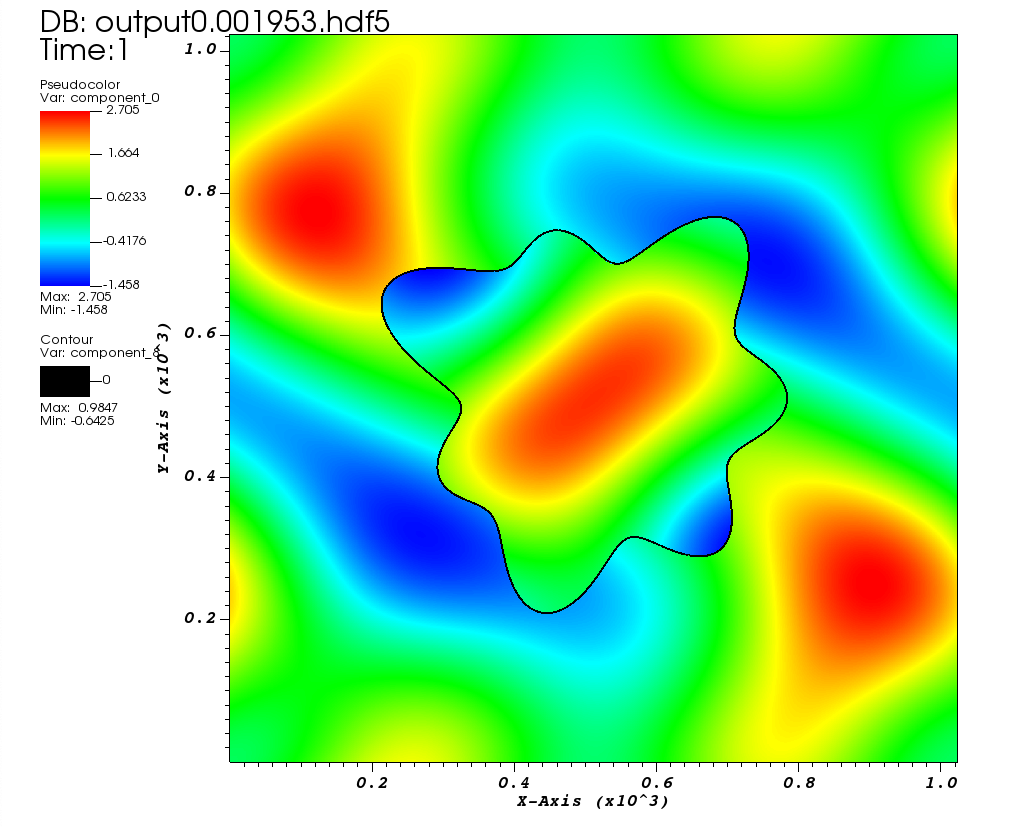 DB: output0.001953.hdf5
Time:1
Pseudocolor
Var: component_0
2.705
1.664
0.6233
-0.4176
-1.458
Max: 2.705
Min: -1.458
Contour
Var: component_
0
Max: 0.9847
Min: -0.6425
Y-Axis (x10^3)
1.0
0.8
0.6
0.4
0.2
0.2 0.4 0.6 0.8 1.0
X-Axis (x10^3)